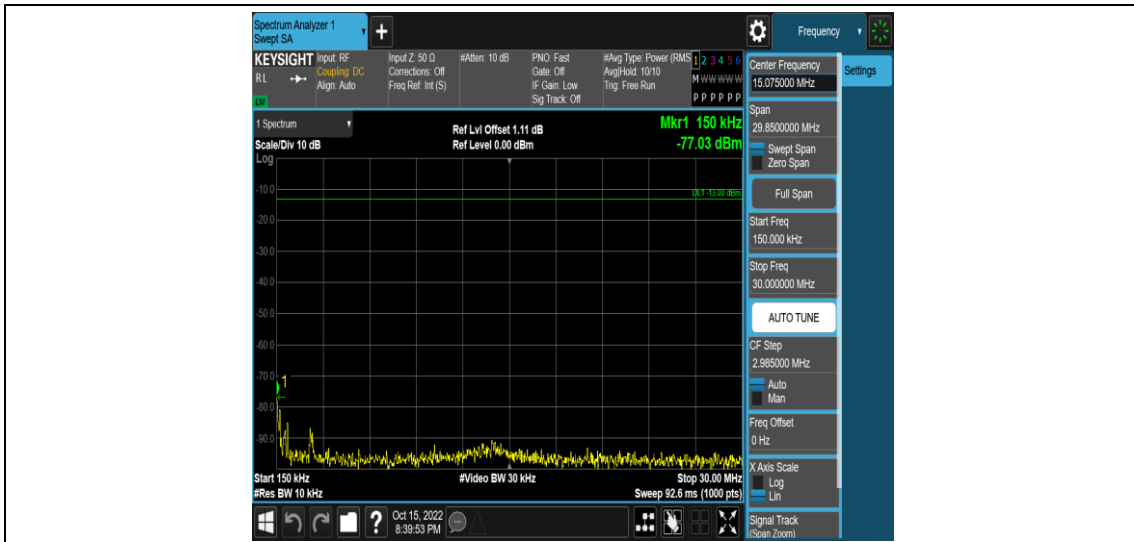 Spectrum Analyzer 1
Swept SA
+
Frequency
KEYSIGHT
RL
LXI
Input: RF
Coupling: DC
Align: Auto
Input Z: 50 Ω
Corrections: Off
Freq Ref: Int (S)
#Atten: 10 dB
PNO: Fast
Gate: Off
IF Gain: Low
Sig Track: Off
#Avg Type: Power (RMS
Avg|Hold: 10/10
Trig: Free Run
1 2 3 4 5 6
M W W W W W
P P P P P P
Center Frequency
15.075000 MHz
Settings
1 Spectrum
Scale/Div 10 dB
Log
Ref Lvl Offset 1.11 dB
Ref Level 0.00 dBm
Mkr1 150 kHz
-77.03 dBm
DL1 -13.00 dBm
-10.0
-20.0
-30.0
-40.0
-50.0
-60.0
-70.0
1
-80.0
-90.0
Start 150 kHz
#Res BW 10 kHz
#Video BW 30 kHz
Stop 30.00 MHz
Sweep 92.6 ms (1000 pts)
Span
29.8500000 MHz
Swept Span
Zero Span
Full Span
Start Freq
150.000 kHz
Stop Freq
30.000000 MHz
AUTO TUNE
CF Step
2.985000 MHz
Auto
Man
Freq Offset
0 Hz
X Axis Scale
Log
Lin
Signal Track
(Span Zoom)
?
Oct 15, 2022
8:39:53 PM